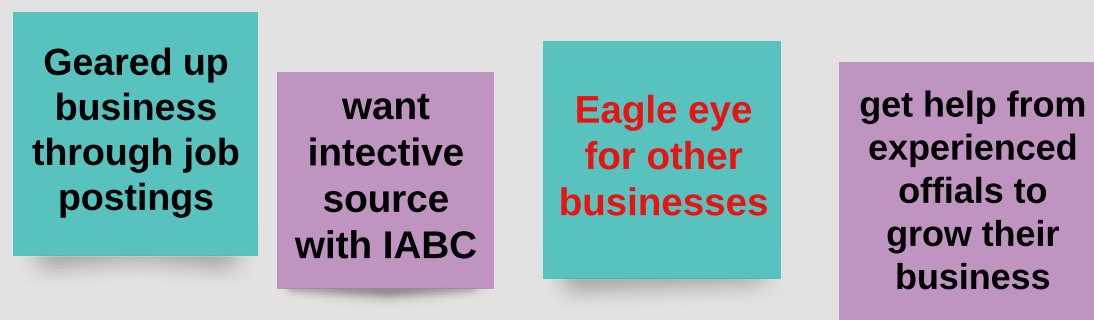 Geared up
business
through job
postings
want
intective
source
with IABC
Eagle eye
for other
businesses
get help from
experienced
offials to
grow their
business